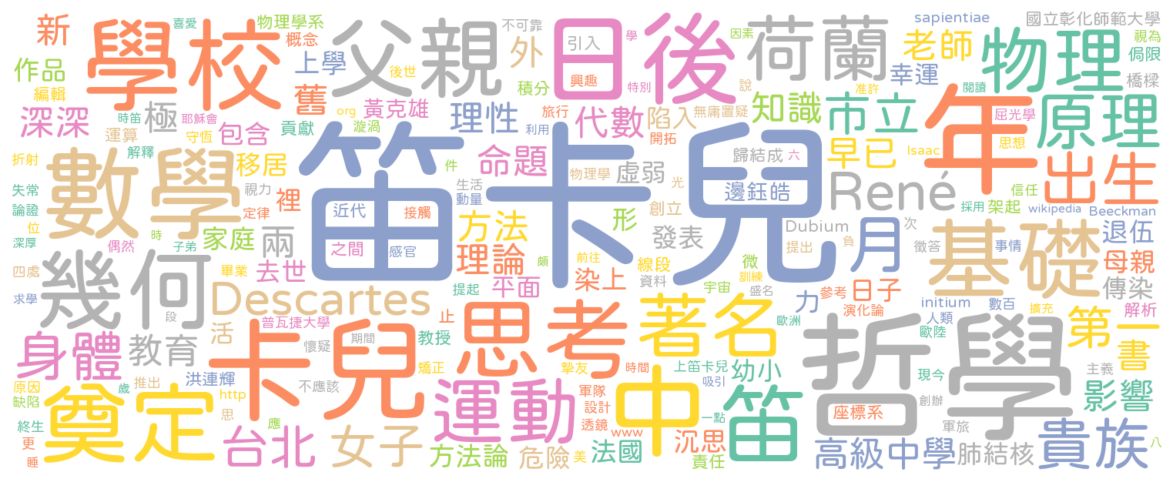 新
喜愛
物理學系
學校
概念
父親
上學
後世
不可靠
外
日後
引入
興趣
因素
學
特別
說
荷蘭
sapientiae
老師
幸運
准許
國立彰化師範大學
視為
侷限
物理
橋樑
閱讀
作品
編輯
舊
org
積分
旅行
無庸置疑
知識
市立
年
原理
屈光學
思想
深深
時笛
耶穌會
極
黃克雄
理性
代數
陷入
開拓
運算
守恆
包含
貢獻
漩渦
利用
早已
Isaac
出生
折射
解釋
數學
移居
笛卡兒
命題
件
物理學
虛弱
歸結成
六
René
信任
視力
裡
生活
動量
光
邊鈺皓
採用
架起
失常
論證
定律
近代
接觸
方法
形
創立
wikipedia
Beeckman
位
深厚
偶然
時
子弟
家庭
兩
之間
感官
理論
頗
發表
Dubium
提出
負
月
次
徵答
基礎
事情
退伍
幾何
四處
求學
畢業
去世
提起
平面
前往
染上
線段
資料
微
訓練
宇宙
盛名
力
參考
日子
演化論
initium
人類
數百
擴充
母親
傳染
解析
段
Descartes
普瓦捷大學
活
止
教授
思考
著名
歐洲
歐陸
第一
書
身體
教育
卡兒
懷疑
期間
矯正
摯友
時間
上笛卡兒
吸引
幼小
哲學
現今
創辦
主義
影響
原因
缺陷
歲
推出
洪連輝
不應該
http
運動
軍隊
設計
透鏡
中
一點
笛
座標系
軍旅
奠定
思
終生
更
睡
台北
應
女子
方法論
危險
美
www
法國
沉思
責任
高級中學
肺結核
貴族
八